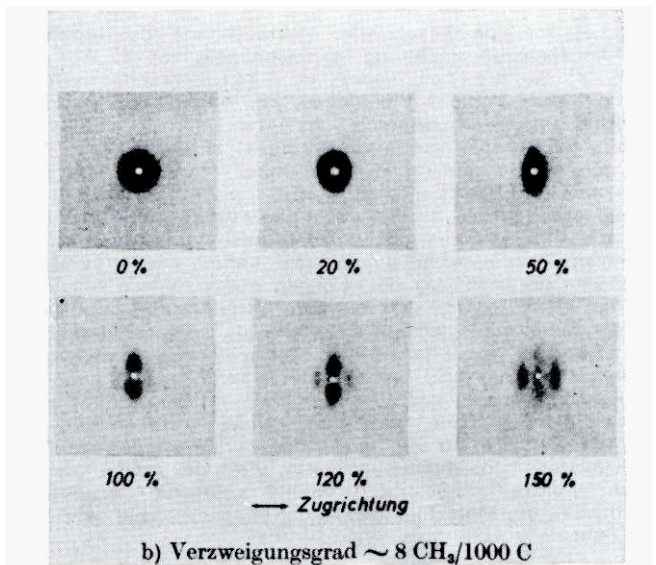 0 % 20 % 50 %
100 % 120 % 150 %
⟷ Zugrichtung
b) Verzweigungsgrad ~ 8 CH₃/1000 C